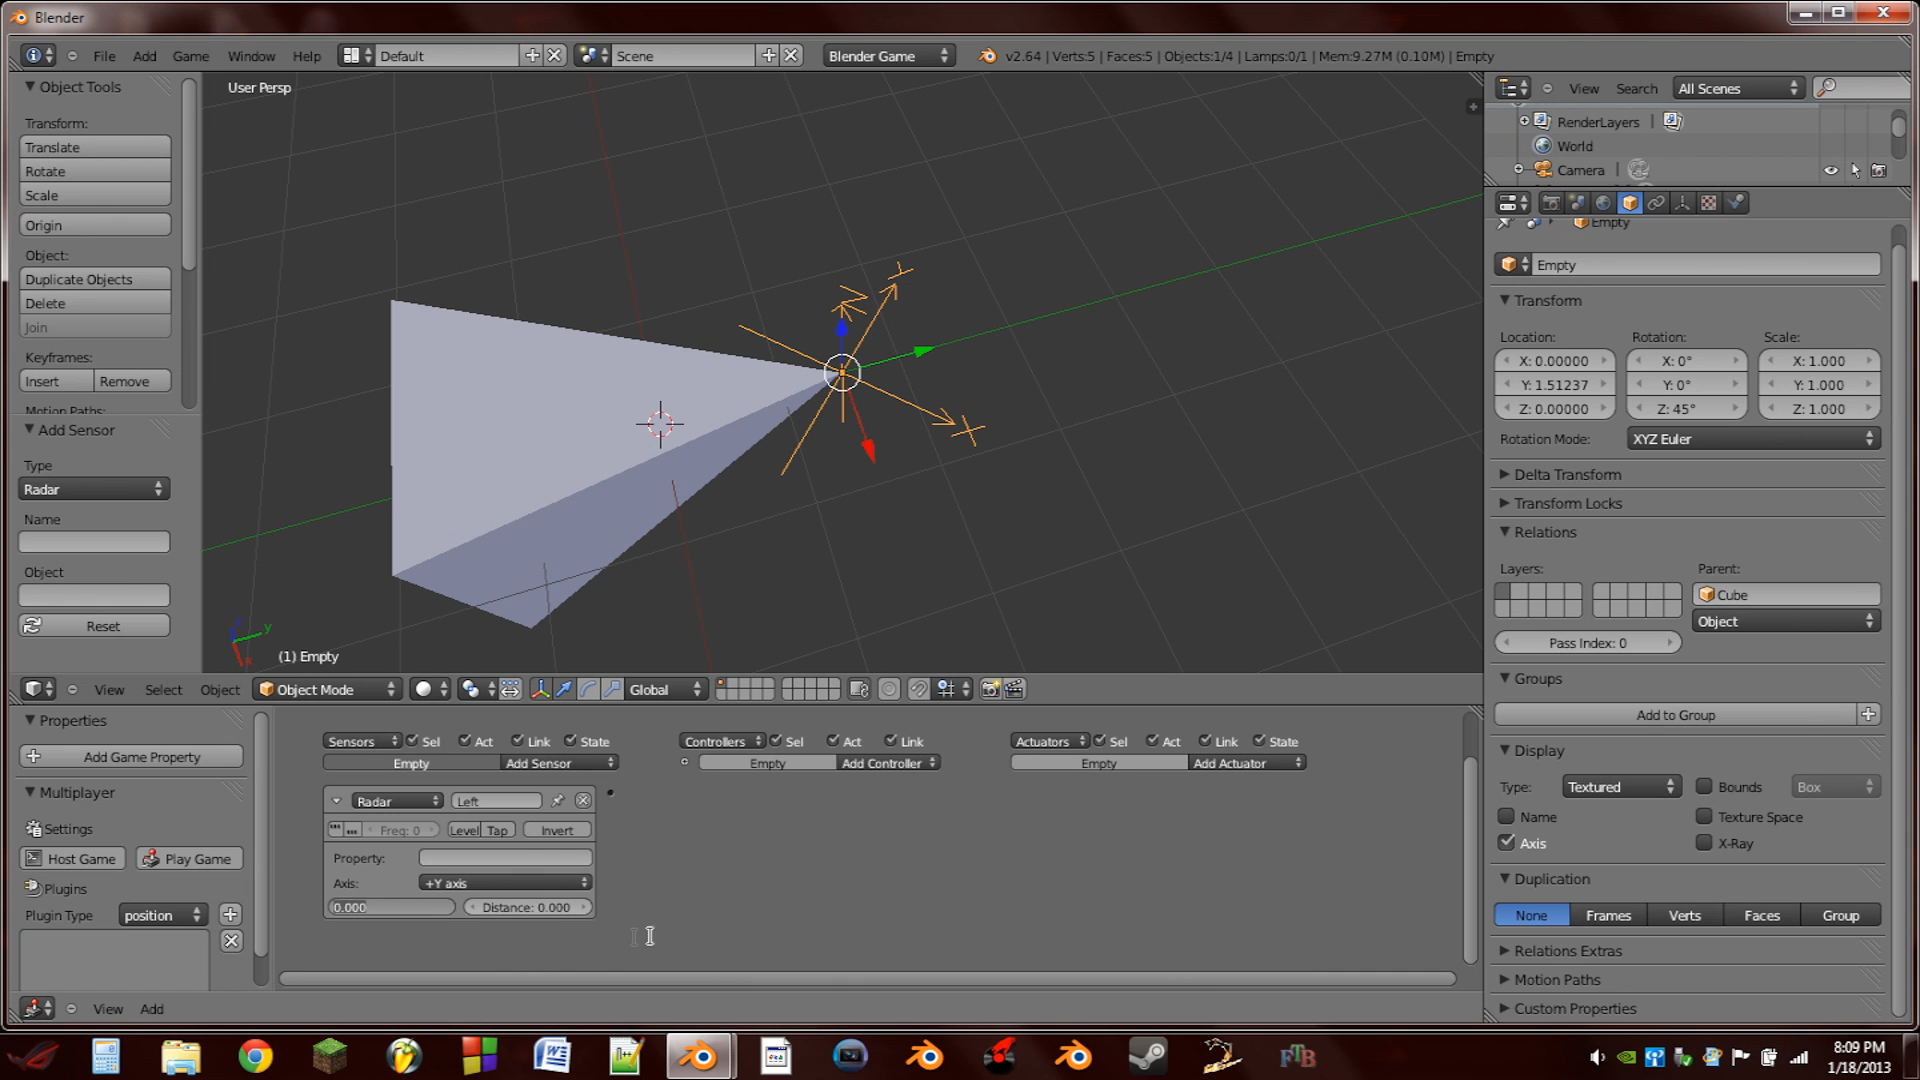 Blender
File Add Game Window Help Default Scene Blender Game v2.64 | Verts:5 | Faces:5 | Objects:1/4 | Lamps:0/1 | Mem:9.27M (0.10M) | Empty
Object Tools
Transform:
Translate
Rotate
Scale
Origin
Object:
Duplicate Objects
Delete
Join
Keyframes:
Insert Remove
Motion Paths:
Add Sensor
Type
Radar
Name
Object
Reset
User Persp
Z
Y
X
y
x
(1) Empty
View Select Object Object Mode Global
View Search All Scenes
RenderLayers |
World
Camera |
Empty
Empty
Transform
Location: Rotation: Scale:
X: 0.00000 X: 0° X: 1.000
Y: 1.51237 Y: 0° Y: 1.000
Z: 0.00000 Z: 45° Z: 1.000
Rotation Mode: XYZ Euler
Delta Transform
Transform Locks
Relations
Layers: Parent:
Cube
Object
Pass Index: 0
Groups
Add to Group
Display
Type: Textured Bounds Box
Name Texture Space
Axis X-Ray
Duplication
None Frames Verts Faces Group
Relations Extras
Motion Paths
Custom Properties
Properties
Add Game Property
Multiplayer
Settings
Host Game Play Game
Plugins
Plugin Type position
Sensors Sel Act Link State
Empty Add Sensor
Controllers Sel Act Link
Empty Add Controller
Actuators Sel Act Link State
Empty Add Actuator
Radar Left
Freq: 0 Level Tap Invert
Property:
Axis: +Y axis
0.000 Distance: 0.000
View Add
FTB
8:09 PM
1/18/2013